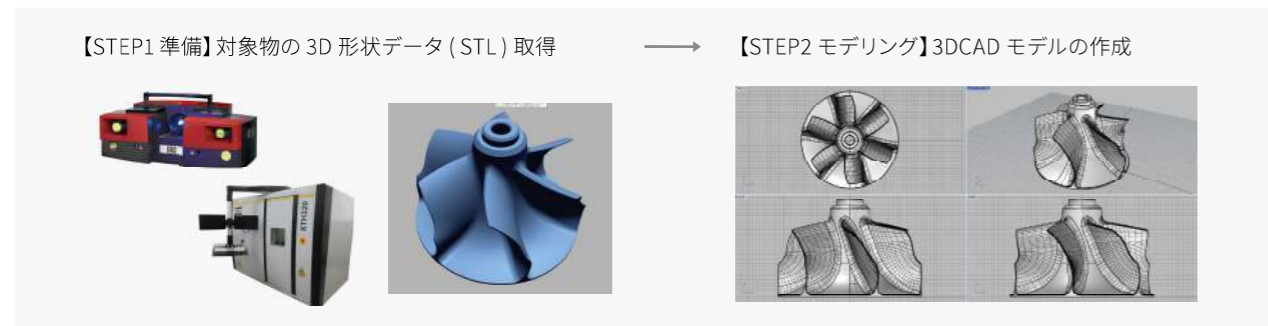 【STEP1 準備】対象物の 3D 形状データ ( STL ) 取得
【STEP2 モデリング】3DCAD モデルの作成
XTH320